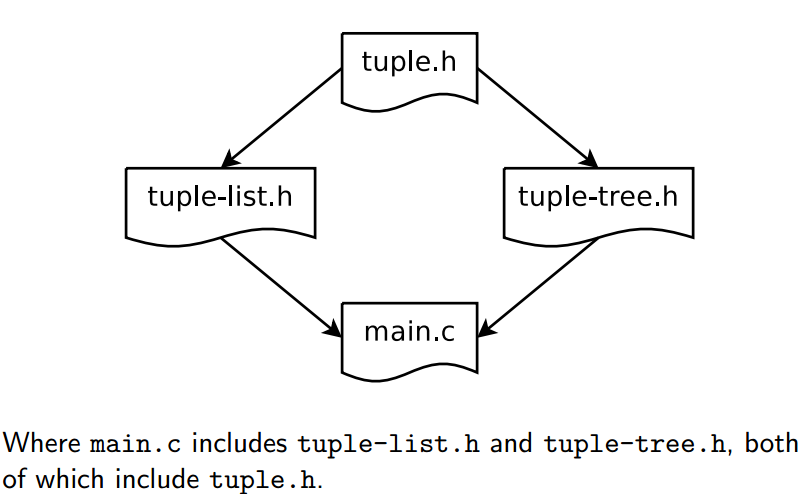 tuple.h
tuple-list.h
tuple-tree.h
main.c
Where main.c includes tuple-list.h and tuple-tree.h, both
of which include tuple.h.